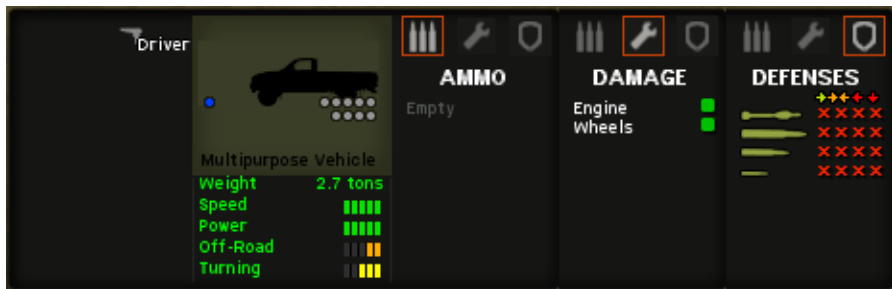 Driver
Multipurpose Vehicle
Weight 2.7 tons
Speed
Power
Off-Road
Turning
AMMO
Empty
DAMAGE
Engine
Wheels
DEFENSES